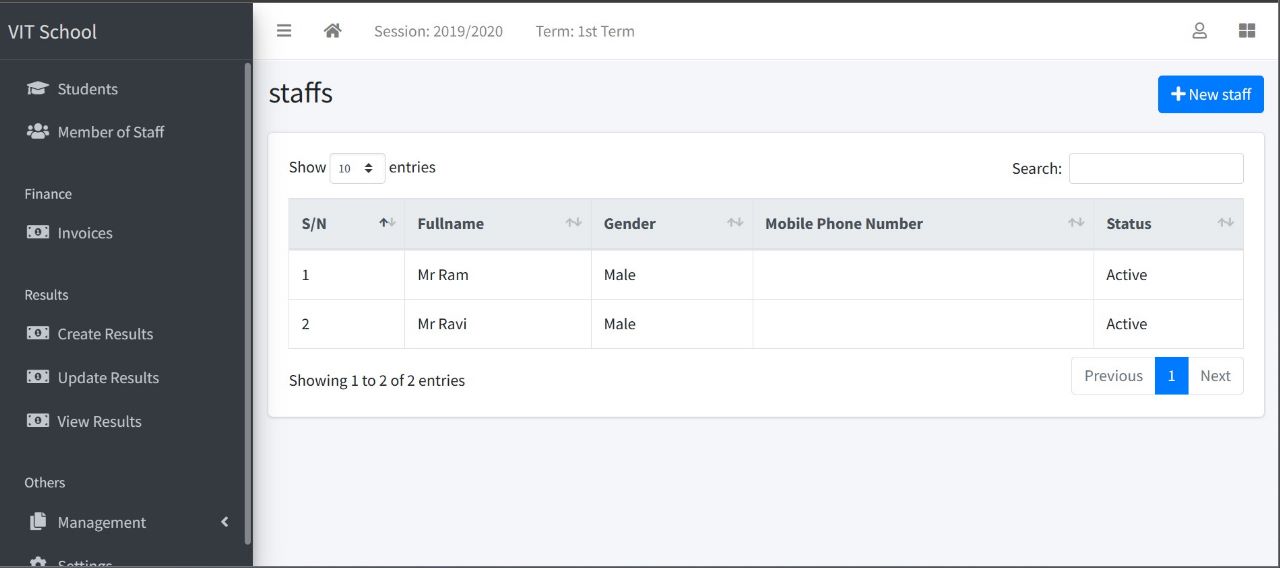 VIT School
Session: 2019/2020 Term: 1st Term
Students
Member of Staff
Finance
Invoices
Results
Create Results
Update Results
View Results
Others
Management
Settings
staffs
New staff
Show 10 entries
Search:
S/N Fullname Gender Mobile Phone Number Status
1 Mr Ram Male Active
2 Mr Ravi Male Active
Showing 1 to 2 of 2 entries
Previous 1 Next